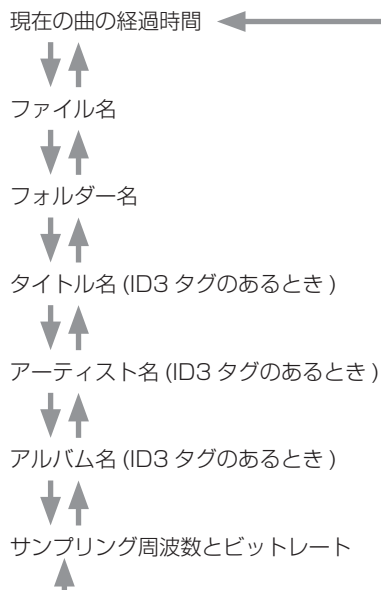 現在の曲の経過時間
ファイル名
フォルダー名
タイトル名 (ID3 タグのあるとき )
アーティスト名 (ID3 タグのあるとき )
アルバム名 (ID3 タグのあるとき )
サンプリング周波数とビットレート